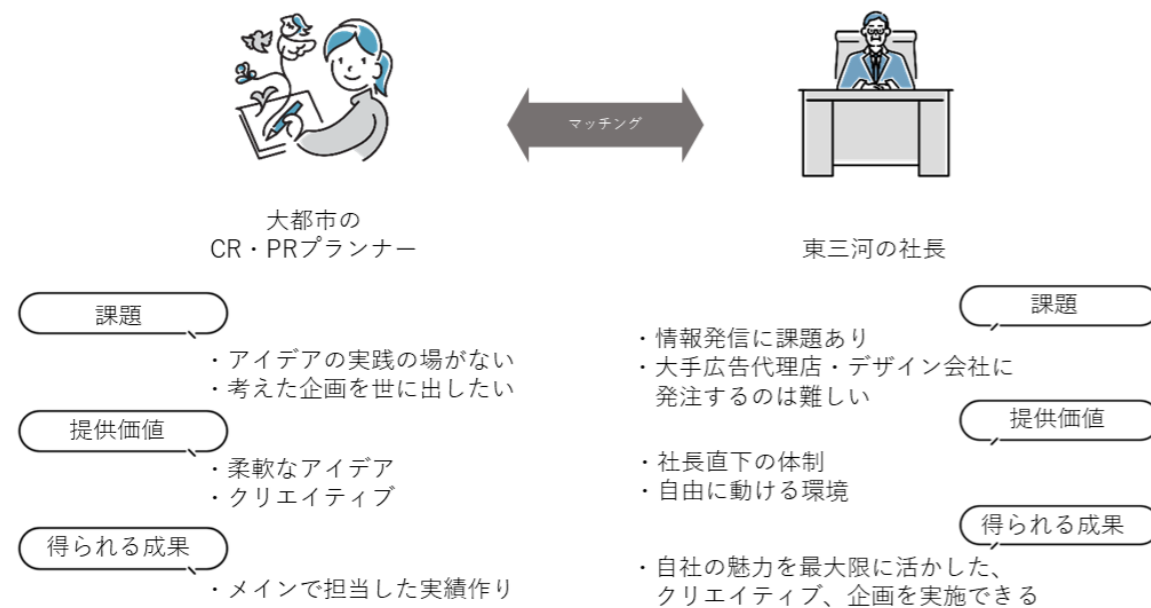 マッチング
大都市の
CR・PRプランナー
課題
・アイデアの実践の場がない
・考えた企画を世に出したい
提供価値
・柔軟なアイデア
・クリエイティブ
得られる成果
・メインで担当した実績作り
東三河の社長
課題
・情報発信に課題あり
・大手広告代理店・デザイン会社に
発注するのは難しい
提供価値
・社長直下の体制
・自由に動ける環境
得られる成果
・自社の魅力を最大限に活かした、
クリエイティブ、企画を実施できる